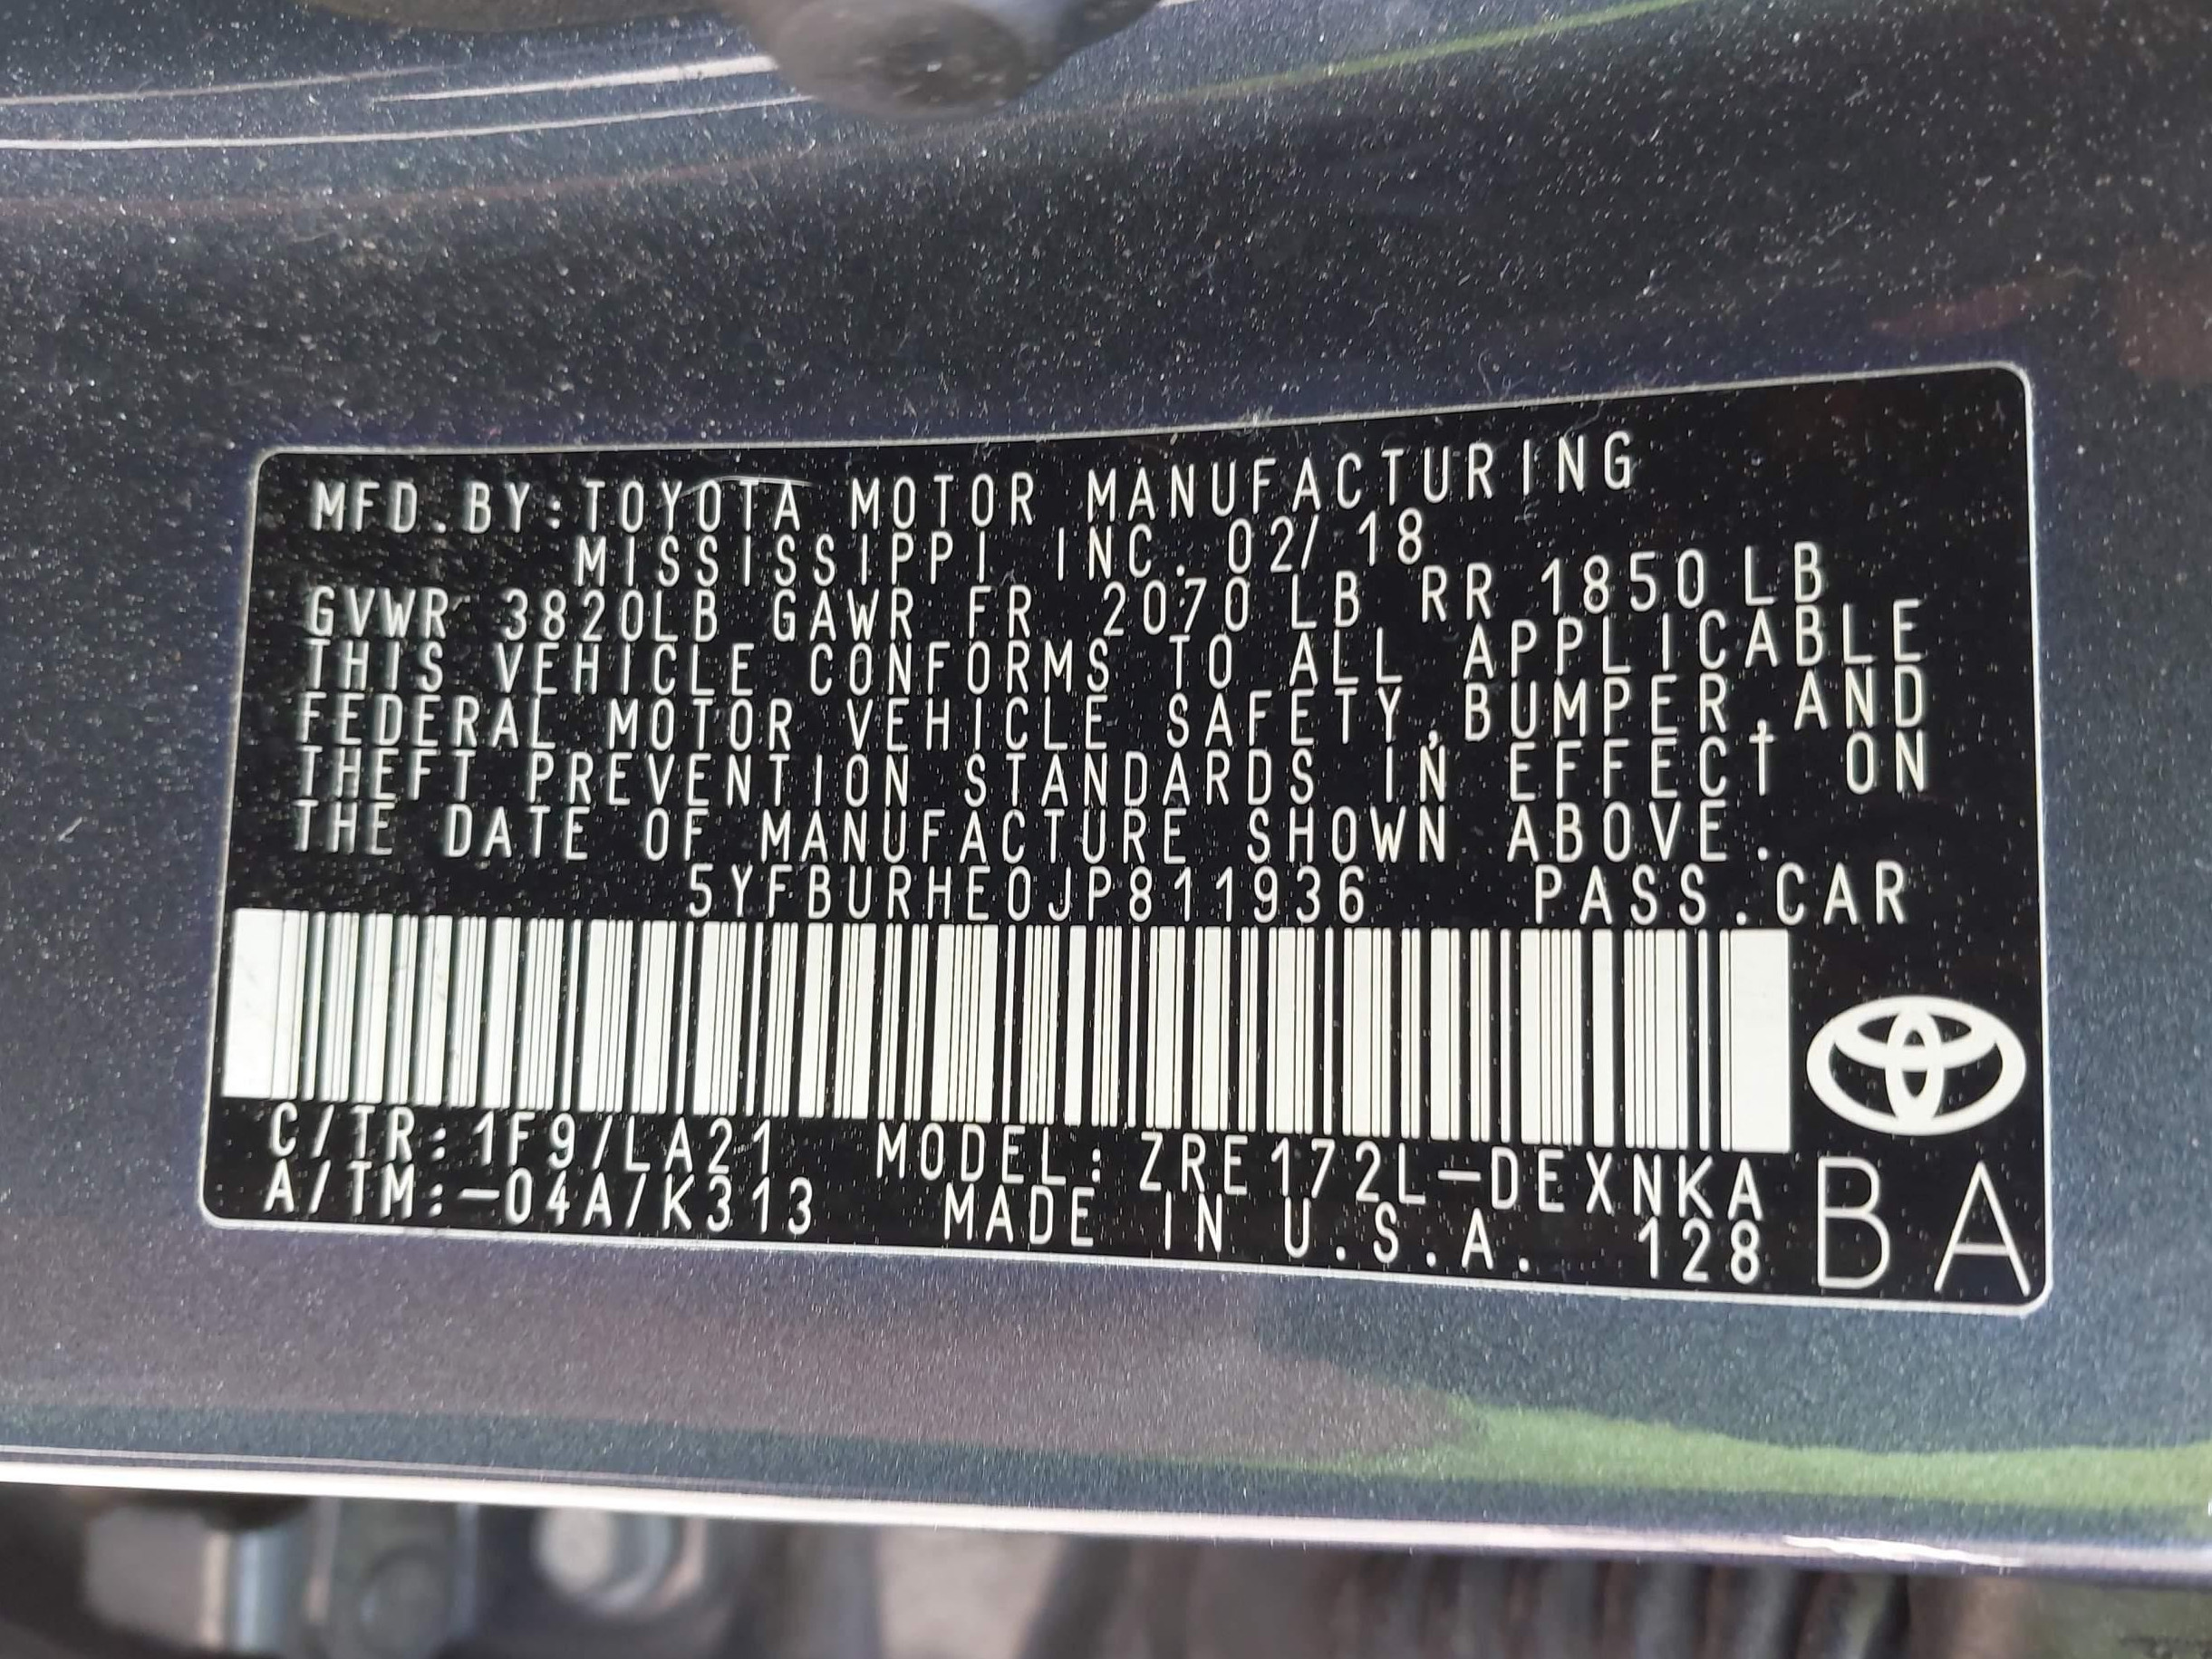 MFD.BY:TOYOTA MOTOR MANUFACTURING
MISSISSIPPI INC. 02/18
GVWR 3820LB GAWR FR 2070LB RR 1850LB
THIS VEHICLE CONFORMS TO ALL APPLICABLE
FEDERAL MOTOR VEHICLE SAFETY,BUMPER,AND
THEFT PREVENTION STANDARDS IN EFFECT ON
THE DATE OF MANUFACTURE SHOWN ABOVE.
5YFBURHE0JP811936 PASS.CAR
C/TR:1F9/LA21 MODEL:ZRE172L-DEXNKA
A/TM:-04A/K313 MADE IN U.S.A. 128
BA